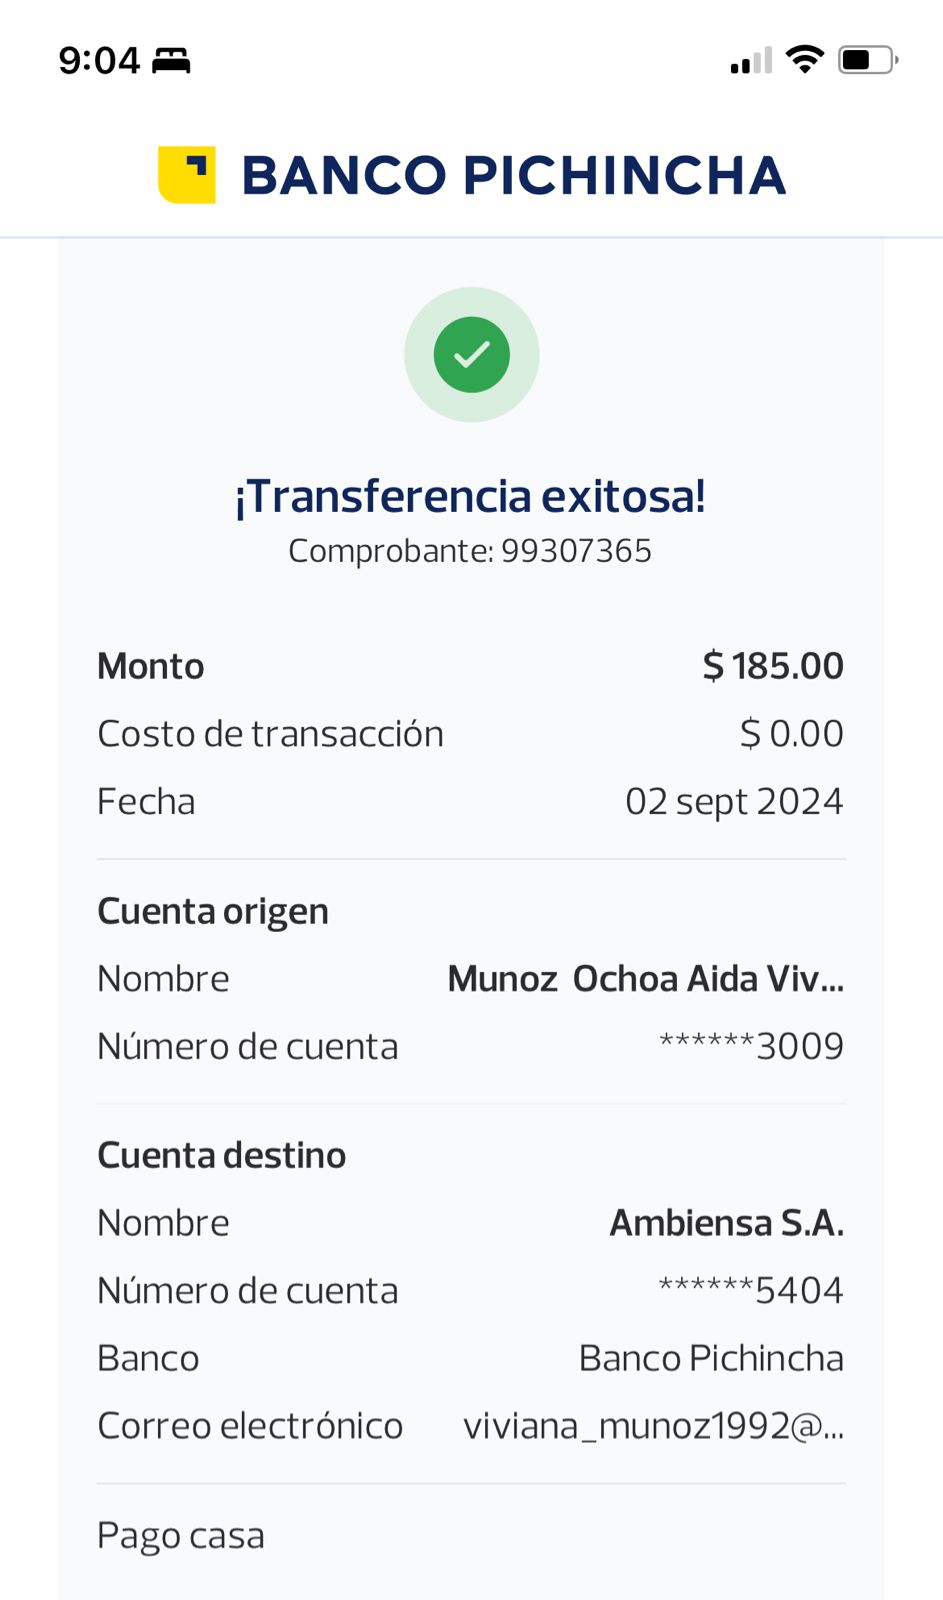 9:04
BANCO PICHINCHA
¡Transferencia exitosa!
Comprobante: 99307365
Monto $ 185.00
Costo de transacción $ 0.00
Fecha 02 sept 2024
Cuenta origen
Nombre Munoz Ochoa Aida Viv...
Número de cuenta ******3009
Cuenta destino
Nombre Ambiensa S.A.
Número de cuenta ******5404
Banco Banco Pichincha
Correo electrónico viviana_munoz1992@...
Pago casa